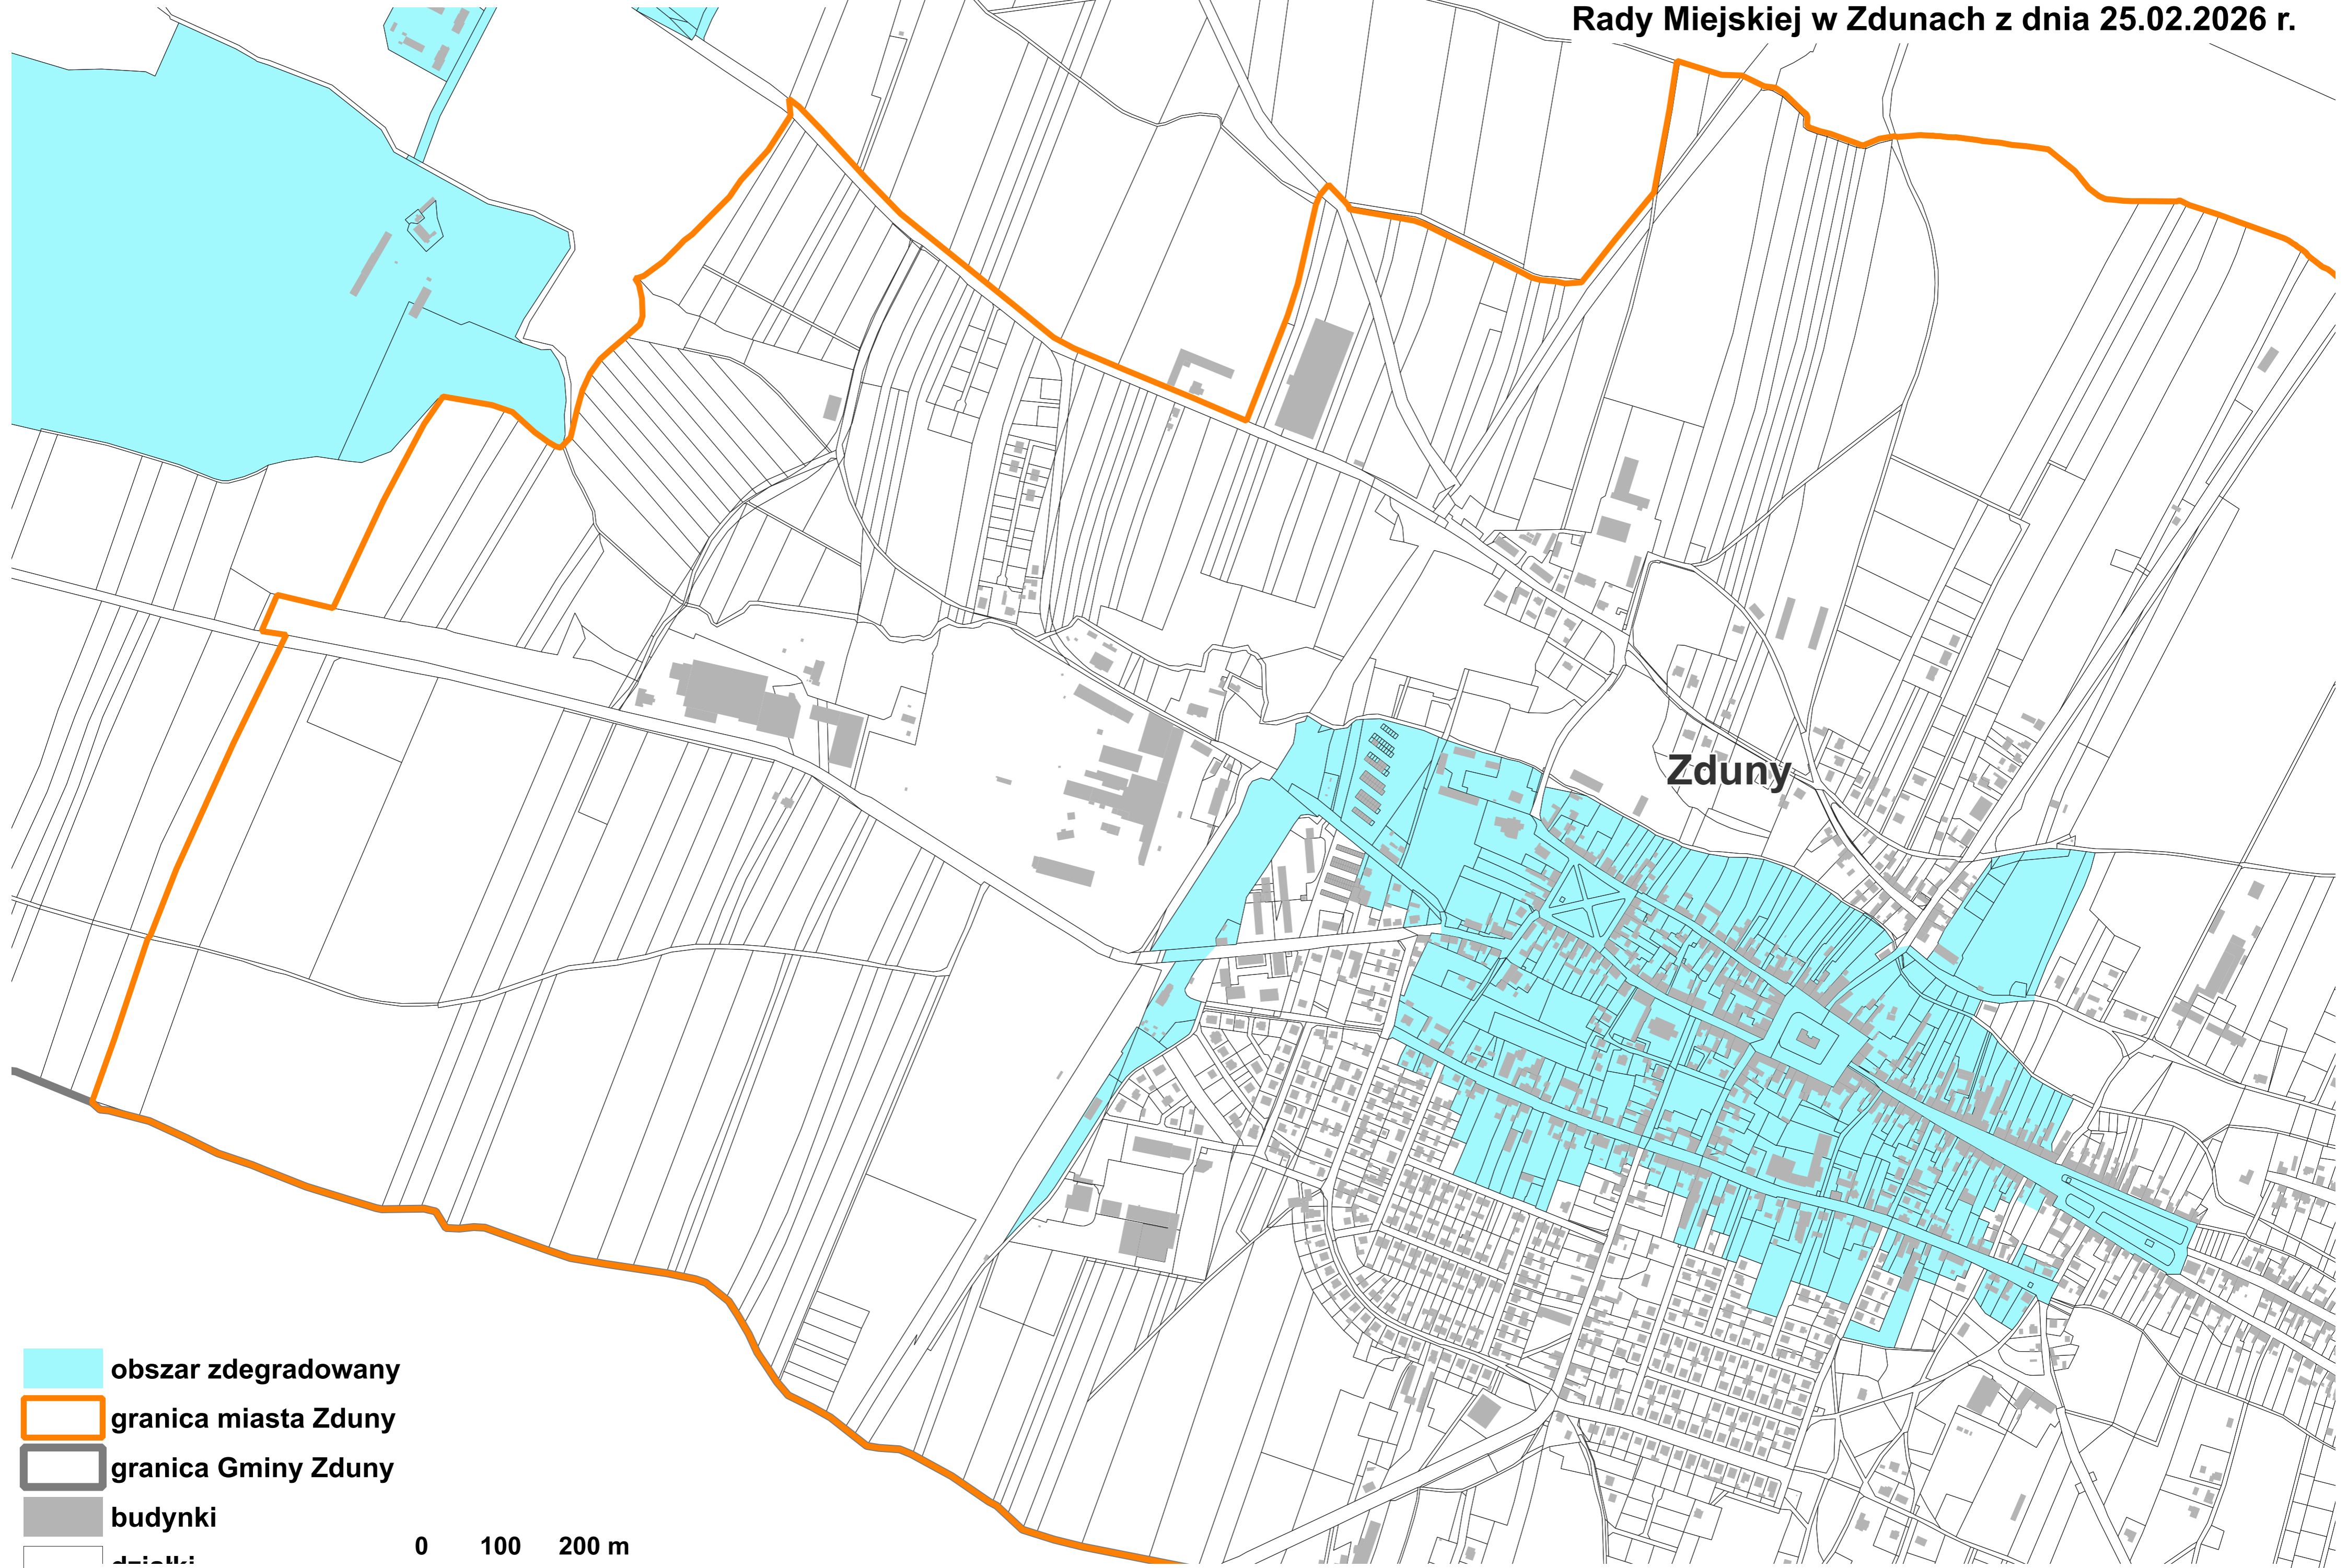 Rady Miejskiej w Zdunach z dnia 25.02.2026 r.
Zduny
obszar zdegradowany
granica miasta Zduny
granica Gminy Zduny
budynki
działki
0 100 200 m